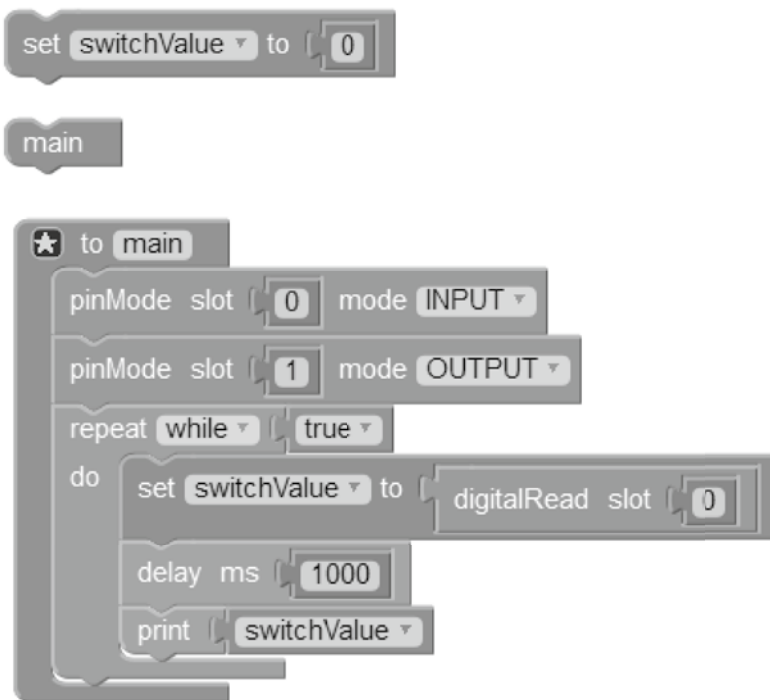 set switchValue to 0
main
to main
pinMode slot 0 mode INPUT
pinMode slot 1 mode OUTPUT
repeat while true
do set switchValue to digitalRead slot 0
delay ms 1000
print switchValue